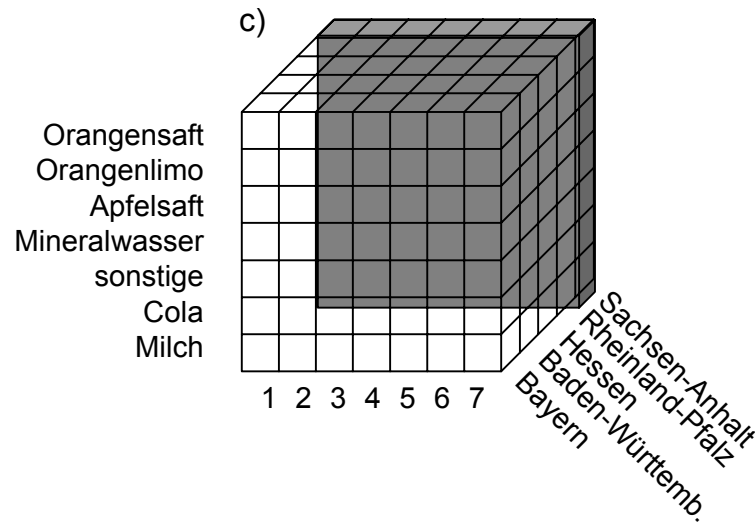 c)
Orangensaft
Orangenlimo
Apfelsaft
Mineralwasser
sonstige
Cola
Milch
1 2 3 4 5 6 7
Sachsen-Anhalt
Rheinland-Pfalz
Hessen
Baden-Württemb.
Bayern